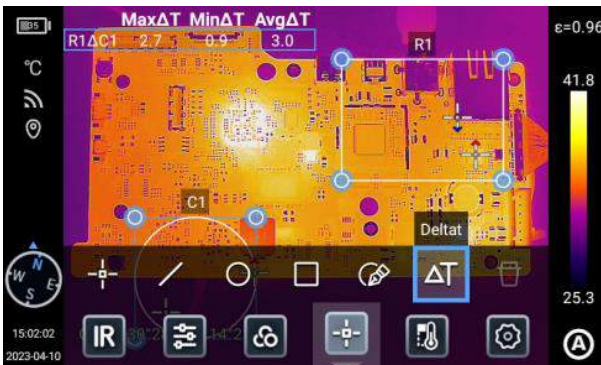 MaxΔT MinΔT AvgΔT
R1ΔC1 2.7 0.9 3.0
85
°C
R1
ε=0.96
41.8
C1
Deltat
ΔT
N
W
E
S
25.3
IR
15:02:02
2023-04-10
A